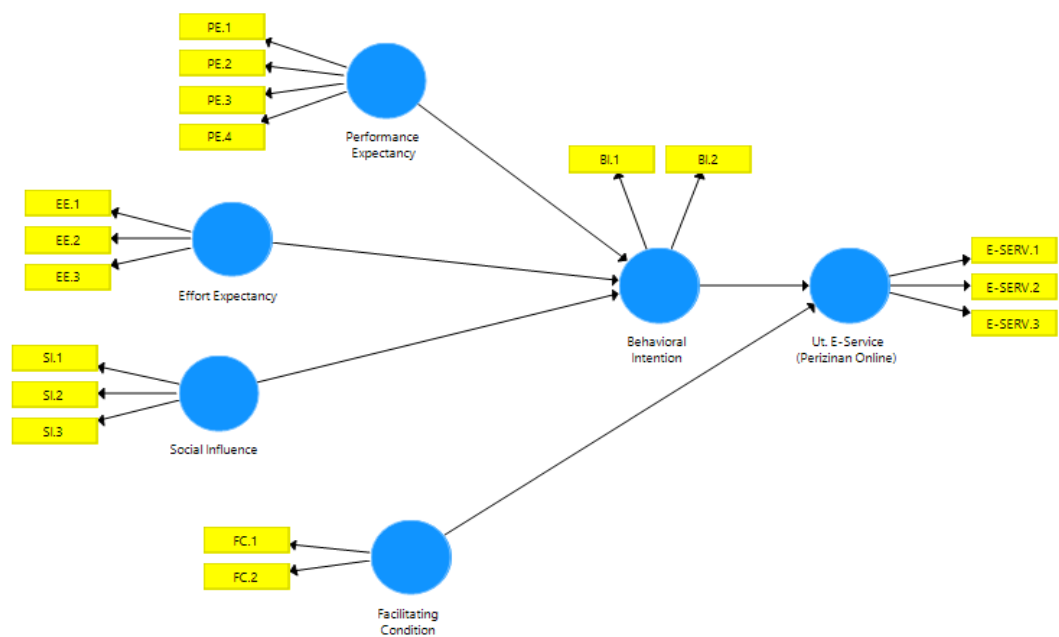 PE.1
PE.2
PE.3
PE.4
Performance
Expectancy
BI.1
BI.2
EE.1
EE.2
EE.3
Effort Expectancy
E-SERV.1
E-SERV.2
E-SERV.3
Behavioral
Intention
Ut. E-Service
(Perizinan Online)
SI.1
SI.2
SI.3
Social Influence
FC.1
FC.2
Facilitating
Condition